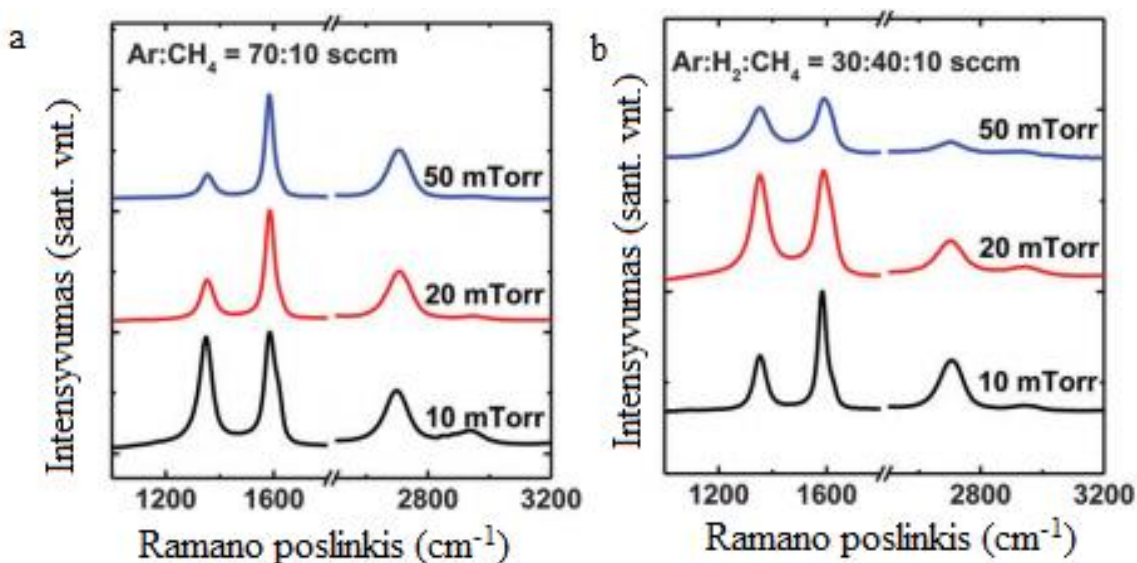 a
Ar:CH₄ = 70:10 sccm
50 mTorr
20 mTorr
10 mTorr
Intensyvumas (sant. vnt.)
1200 1600 2800 3200
Ramano poslinkis (cm⁻¹)
b
Ar:H₂:CH₄ = 30:40:10 sccm
50 mTorr
20 mTorr
10 mTorr
Intensyvumas (sant. vnt.)
1200 1600 2800 3200
Ramano poslinkis (cm⁻¹)